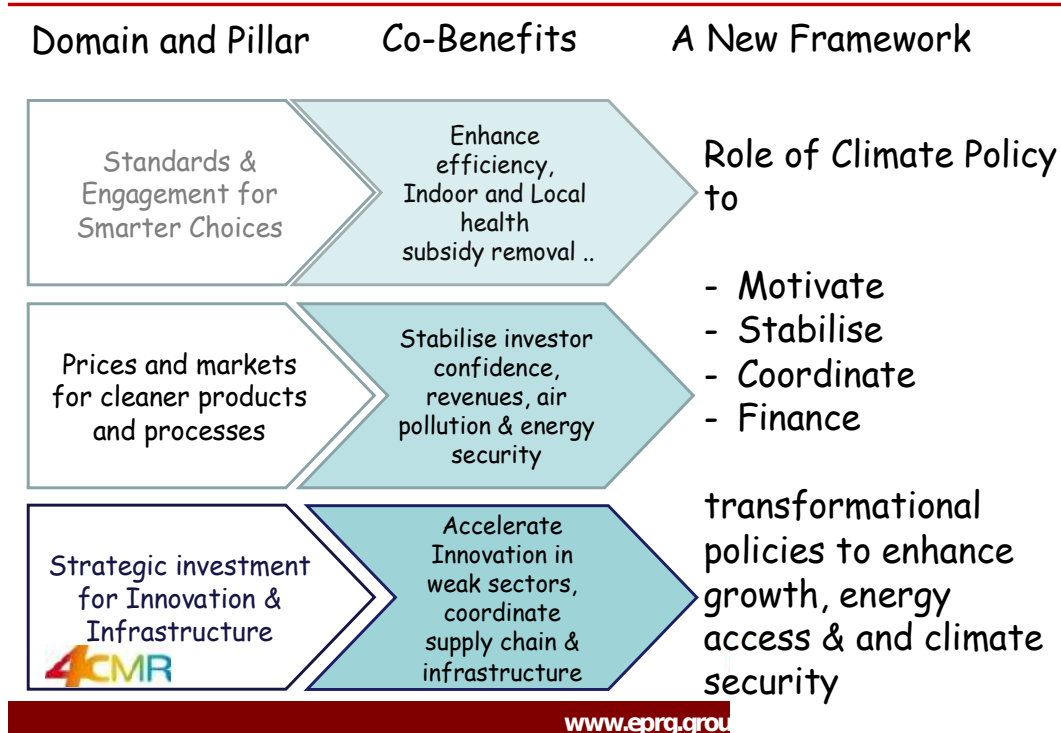 Domain and Pillar
Co-Benefits
A New Framework
Standards &
Engagement for
Smarter Choices
Enhance
efficiency,
Indoor and Local
health
subsidy removal ..
Prices and markets
for cleaner products
and processes
Stabilise investor
confidence,
revenues, air
pollution & energy
security
Strategic investment
for Innovation &
Infrastructure
Accelerate
Innovation in
weak sectors,
coordinate
supply chain &
infrastructure
Role of Climate Policy
to
- Motivate
- Stabilise
- Coordinate
- Finance
transformational
policies to enhance
growth, energy
access & and climate
security
4CMR
www.eprg.grou